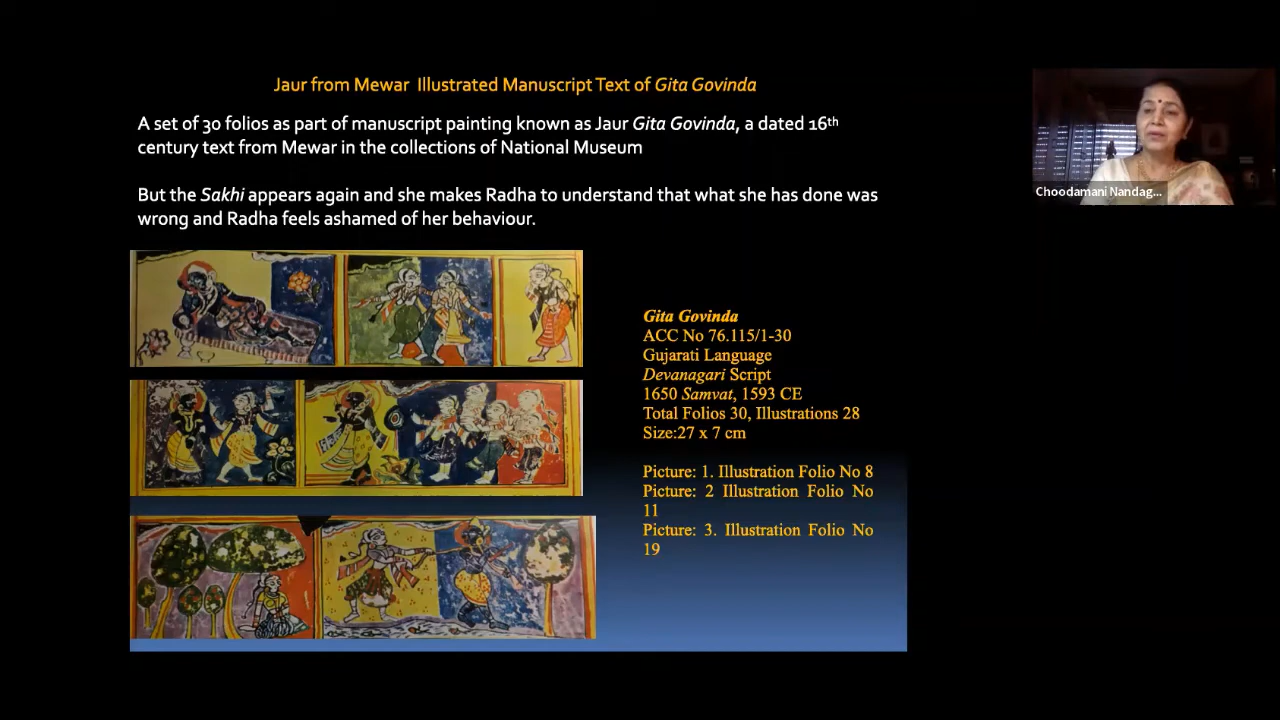 Jaur from Mewar Illustrated Manuscript Text of Gita Govinda
A set of 30 folios as part of manuscript painting known as Jaur Gita Govinda, a dated 16th
century text from Mewar in the collections of National Museum
But the Sakhi appears again and she makes Radha to understand that what she has done was
wrong and Radha feels ashamed of her behaviour.
Choodamani Nandag...
Gita Govinda
ACC No 76.115/1-30
Gujarati Language
Devanagari Script
1650 Samvat, 1593 CE
Total Folios 30, Illustrations 28
Size:27 x 7 cm
Picture: 1. Illustration Folio No 8
Picture: 2 Illustration Folio No
11
Picture: 3. Illustration Folio No
19